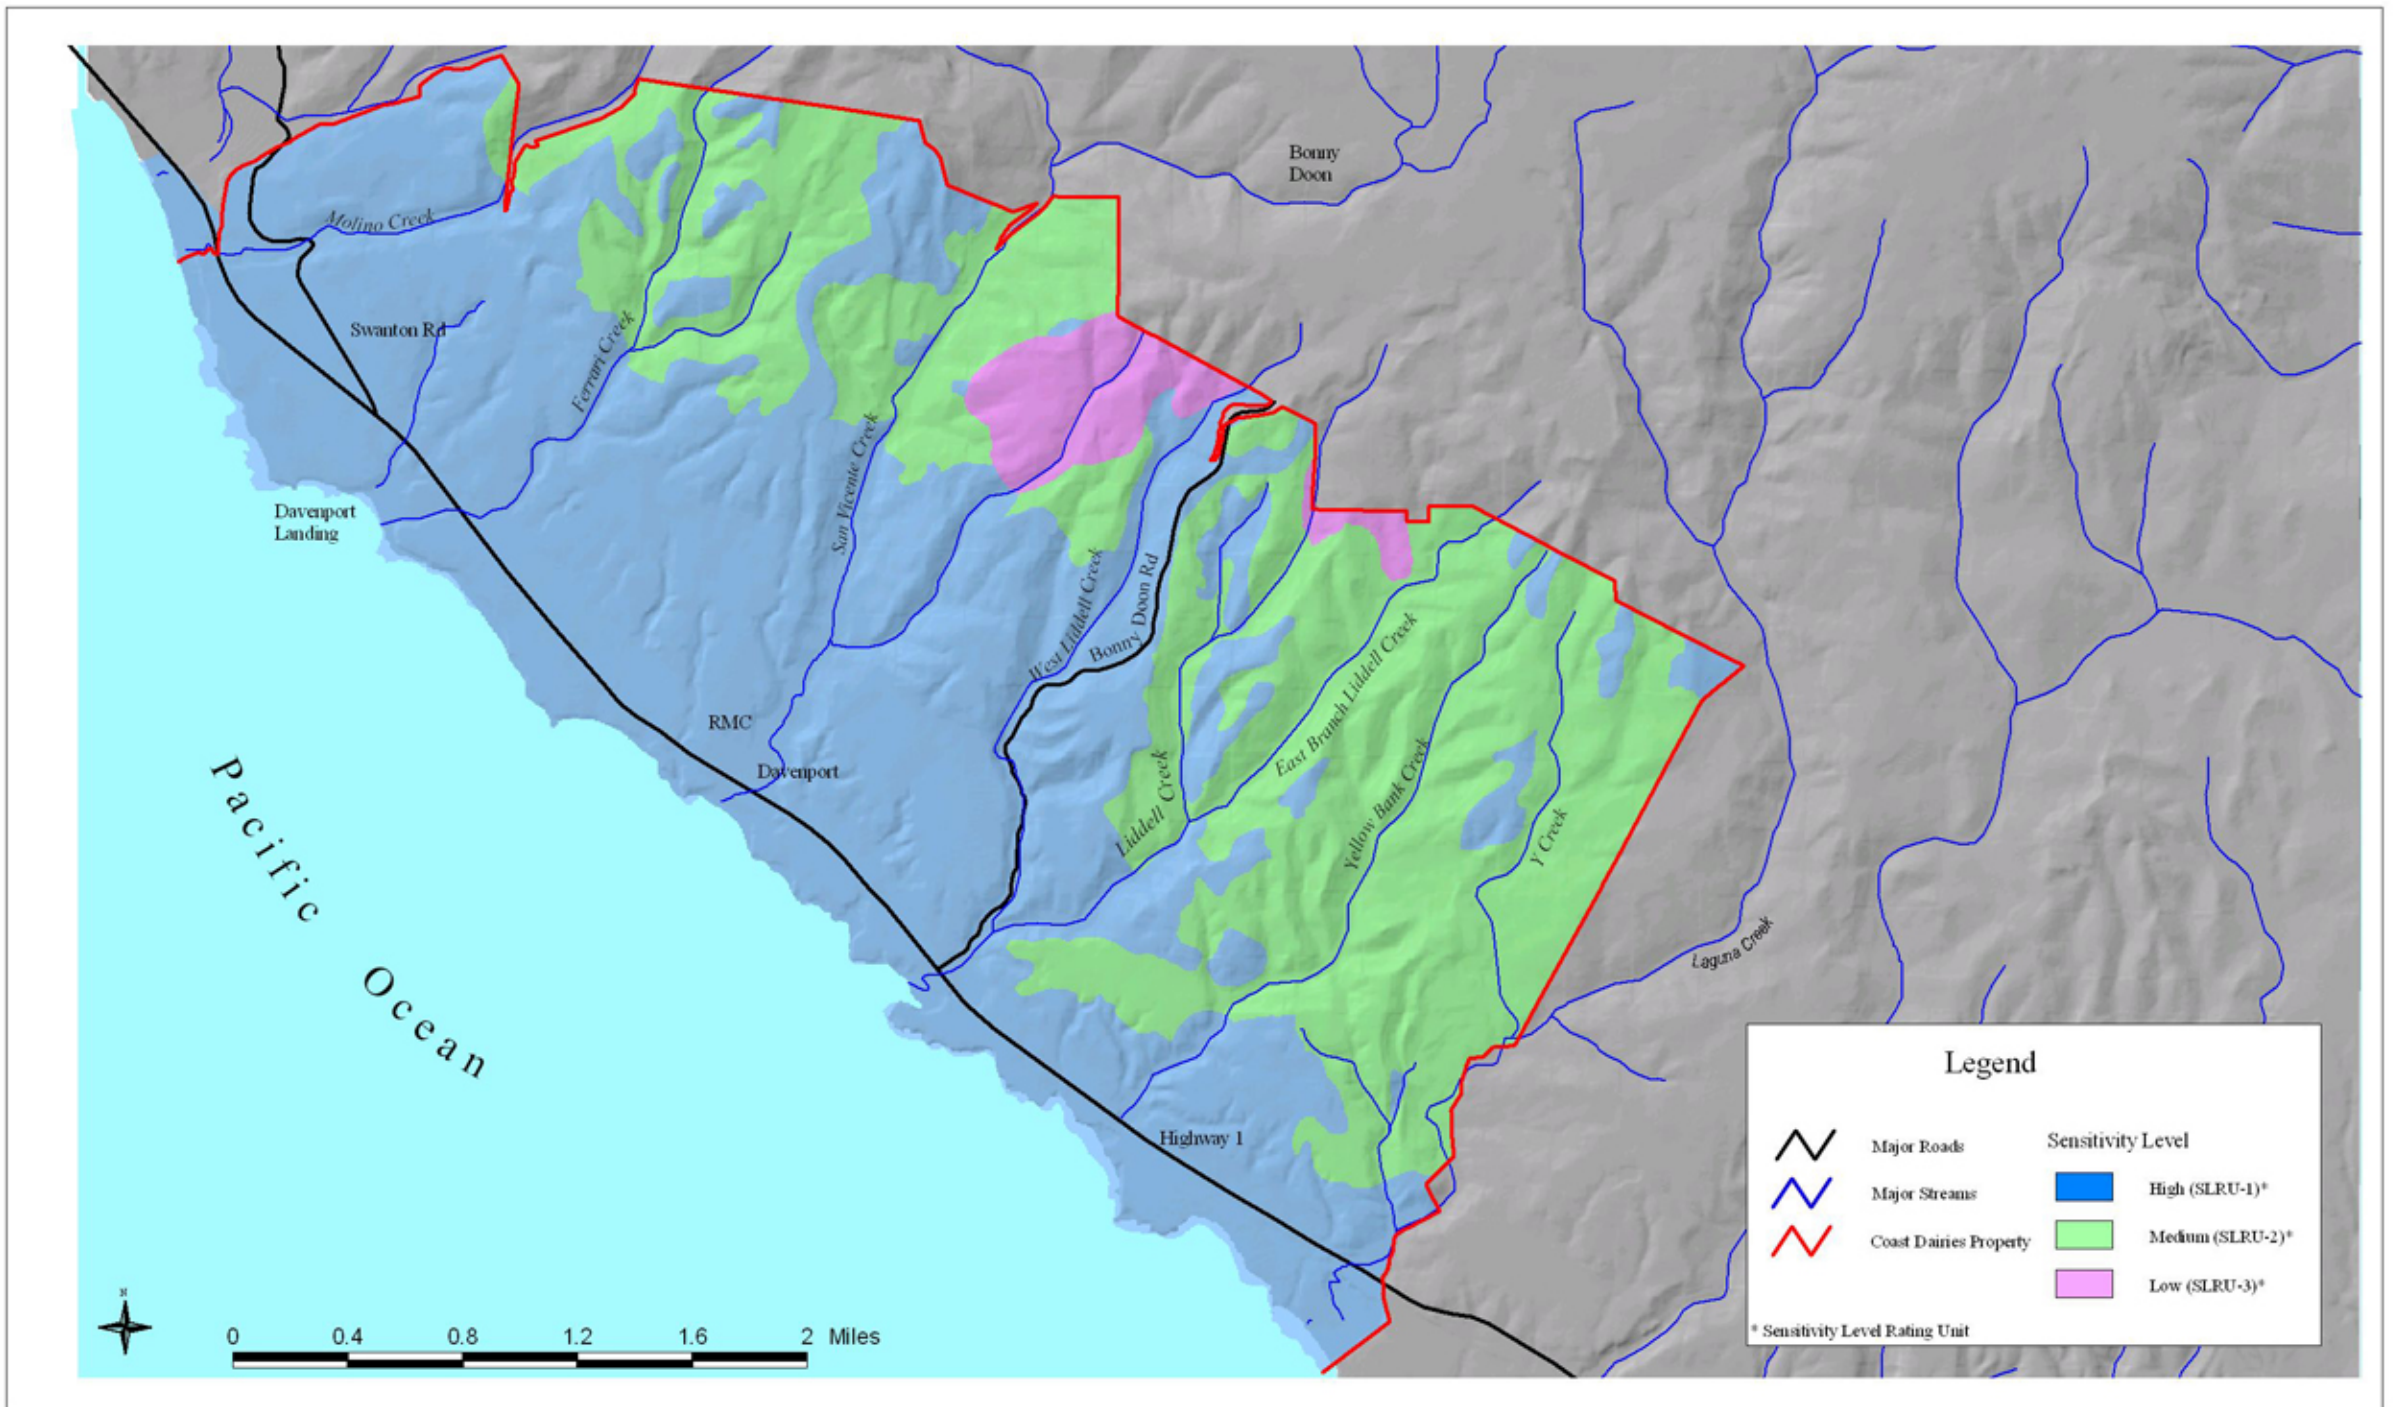 Bonny
Doon
Molino Creek
Swanton Rd
Ferrari Creek
San Vicente Creek
Davenport
Landing
West Liddell Creek
Bonny Doon Rd
East Branch Liddell Creek
RMC
Davenport
Liddell Creek
Yellow Bank Creek
Y Creek
Laguna Creek
Pacific
Ocean
Highway 1
N
0 0.4 0.8 1.2 1.6 2 Miles
Legend
Major Roads
Major Streams
Coast Dairies Property
Sensitivity Level
High (SLRU-1)*
Medium (SLRU-2)*
Low (SLRU-3)*
* Sensitivity Level Rating Unit